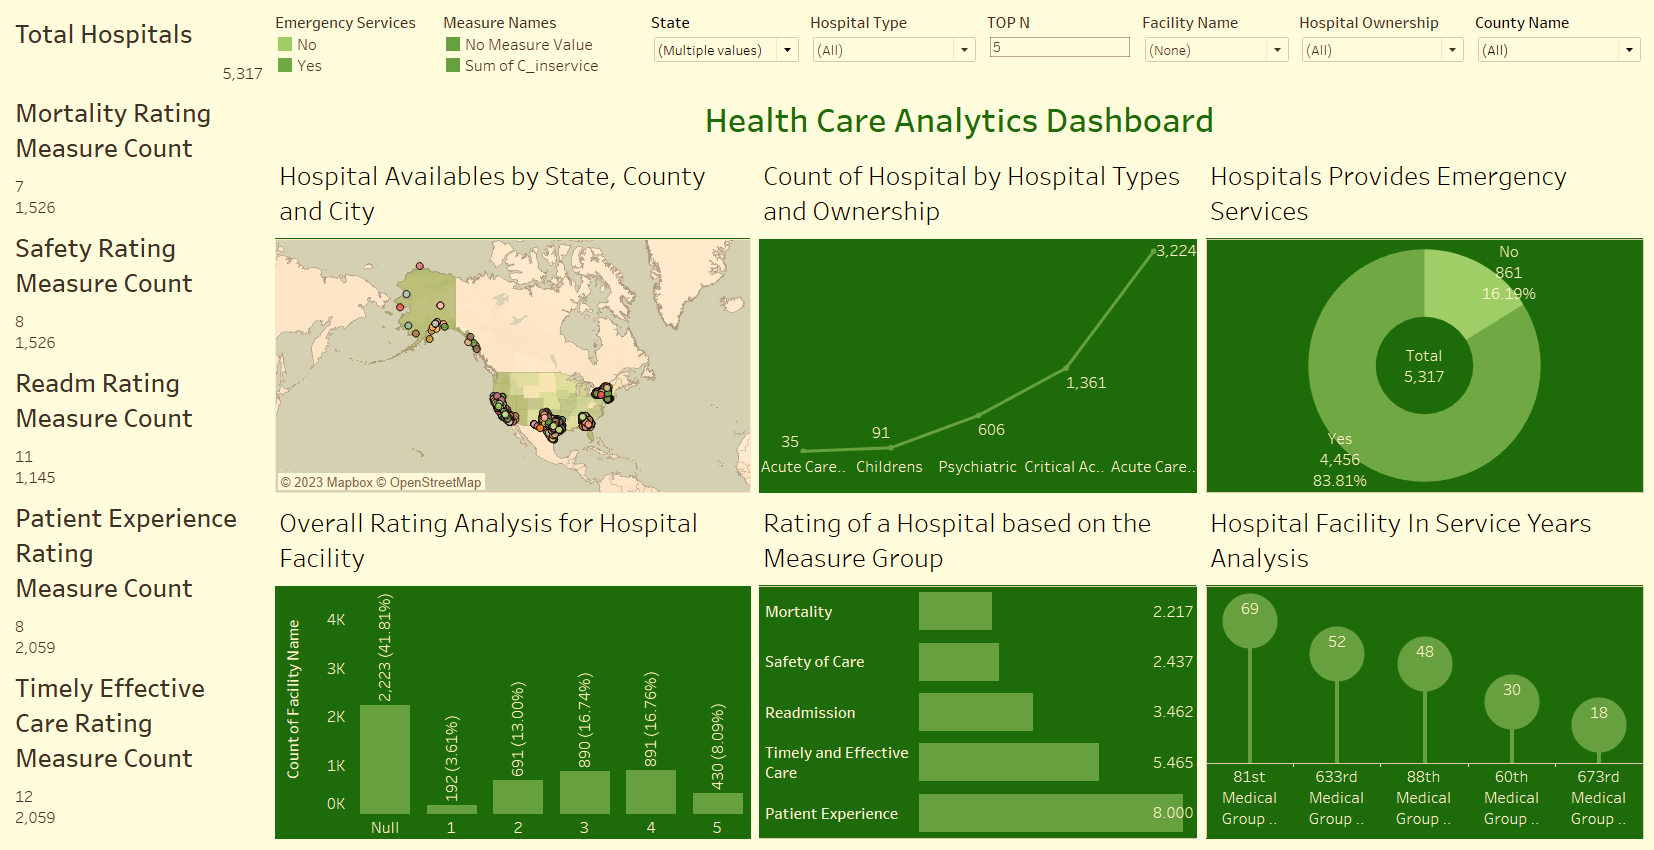 Total Hospitals
5,317
Mortality Rating
Measure Count
7
1,526
Safety Rating
Measure Count
8
1,526
Readm Rating
Measure Count
11
1,145
Patient Experience
Rating
Measure Count
8
2,059
Timely Effective
Care Rating
Measure Count
12
2,059
Emergency Services
No
Yes
Measure Names
No Measure Value
Sum of C_inservice
State
(Multiple values)
Hospital Type
(All)
TOP N
5
Facility Name
(None)
Hospital Ownership
(All)
County Name
(All)
Health Care Analytics Dashboard
Hospital Availables by State, County
and City
© 2023 Mapbox © OpenStreetMap
Count of Hospital by Hospital Types
and Ownership
35
91
606
1,361
3,224
Acute Care..
Childrens
Psychiatric
Critical Ac..
Acute Care..
Hospitals Provides Emergency
Services
No
861
16.19%
Total
5,317
Yes
4,456
83.81%
Overall Rating Analysis for Hospital
Facility
Count of Facility Name
4K
3K
2K
1K
0K
2,223 (41.81%)
192 (3.61%)
691 (13.00%)
890 (16.74%)
891 (16.76%)
430 (8.09%)
Null
1
2
3
4
5
Rating of a Hospital based on the
Measure Group
Mortality 2.217
Safety of Care 2.437
Readmission 3.462
Timely and Effective
Care 5.465
Patient Experience 8.000
Hospital Facility In Service Years
Analysis
69
52
48
30
18
81st
Medical
Group ..
633rd
Medical
Group ..
88th
Medical
Group ..
60th
Medical
Group ..
673rd
Medical
Group ..